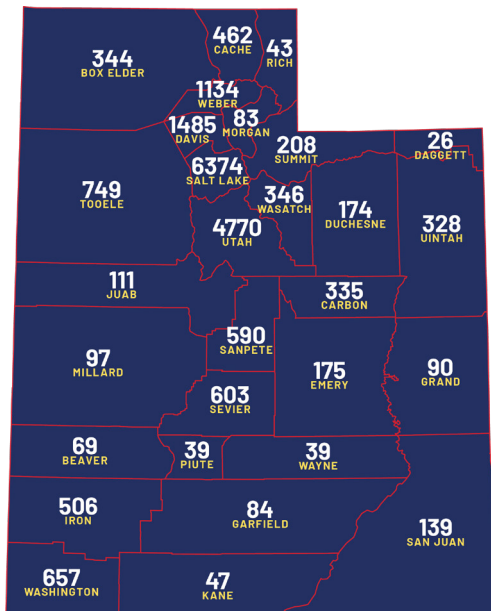 462
CACHE
43
RICH
344
BOX ELDER
1134
WEBER
1485
DAVIS
83
MORGAN
208
SUMMIT
26
DAGGETT
6374
SALT LAKE
749
TOOELE
346
WASATCH
174
DUCHESNE
328
UINTAH
4770
UTAH
111
JUAB
335
CARBON
590
SANPETE
97
MILLARD
175
EMERY
90
GRAND
603
SEVIER
69
BEAVER
39
PIUTE
39
WAYNE
506
IRON
84
GARFIELD
139
SAN JUAN
657
WASHINGTON
47
KANE